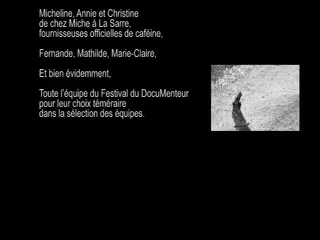 Micheline, Annie et Christine
de chez Miche à La Sarre,
fournisseuses officielles de caféine,
Fernande, Mathilde, Marie-Claire,
Et bien évidemment,
Toute l'équipe du Festival du DocuMenteur
pour leur choix téméraire
dans la sélection des équipes.